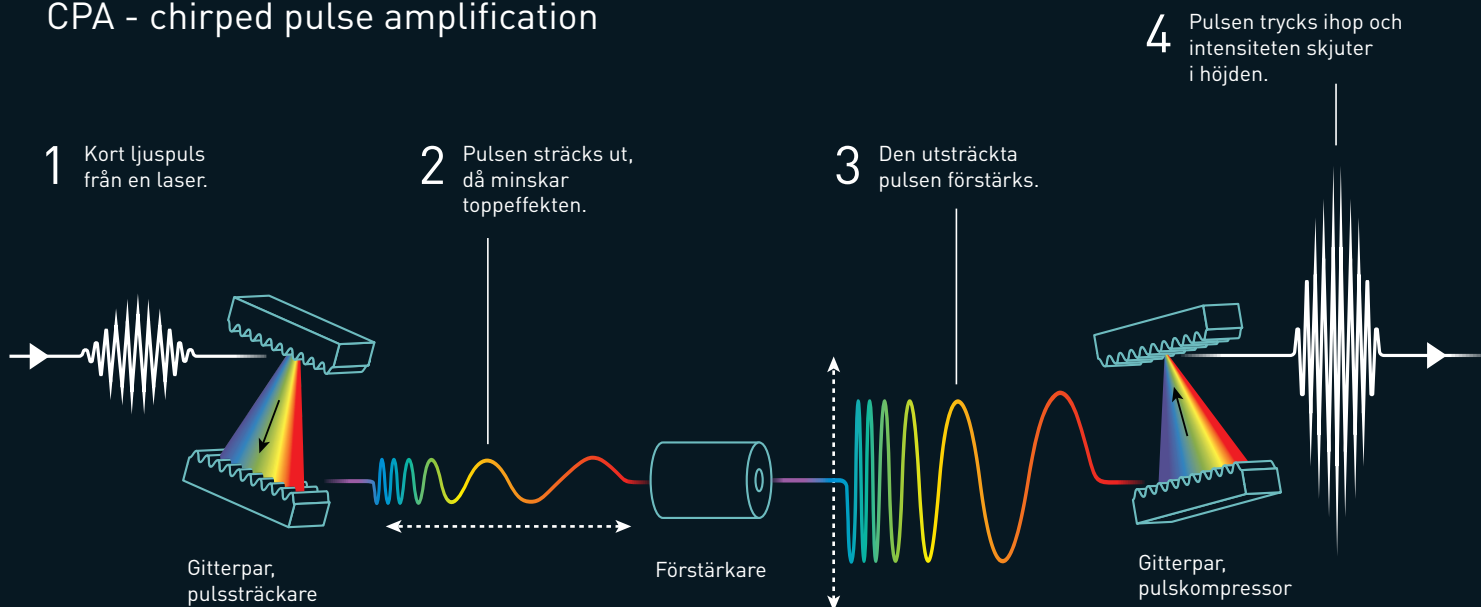 CPA - chirped pulse amplification
1 Kort ljuspuls
från en laser.
2 Pulsen sträcks ut,
då minskar
toppeffekten.
3 Den utsträckta
pulsen förstärks.
4 Pulsen trycks ihop och
intensiteten skjuter
i höjden.
Gitterpar,
pulssträckare
Förstärkare
Gitterpar,
pulskompressor